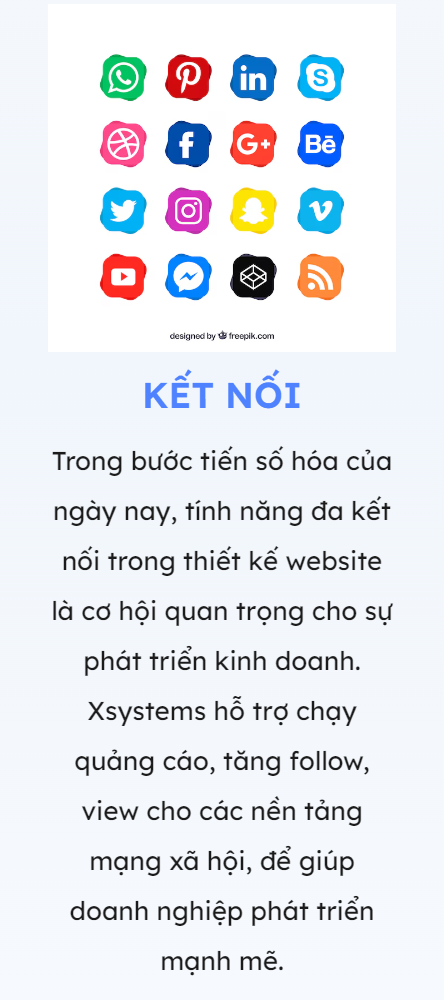 in
S
f
G+
Bē
v
designed by freepik.com
KẾT NỐI
Trong bước tiến số hóa của
ngày nay, tính năng đa kết
nối trong thiết kế website
là cơ hội quan trọng cho sự
phát triển kinh doanh.
Xsystems hỗ trợ chạy
quảng cáo, tăng follow,
view cho các nền tảng
mạng xã hội, để giúp
doanh nghiệp phát triển
mạnh mẽ.